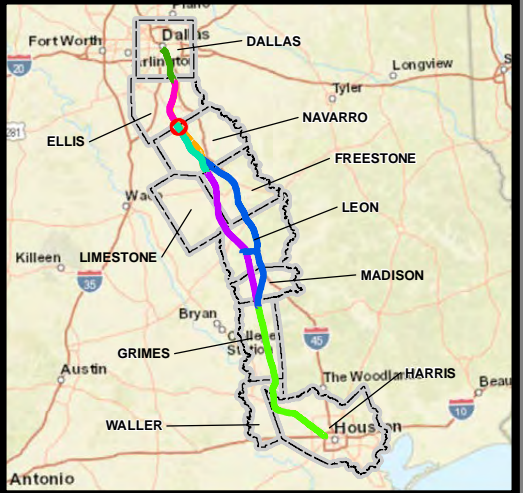 Plano
Dallas
DALLAS
Fort Worth
Arlington
Longview
20
Tyler
281
NAVARRO
ELLIS
FREESTONE
LEON
LIMESTONE
Killeen
MADISON
35
Bryan
College
Station
45
GRIMES
Austin
The Woodlan
HARRIS
Beau
10
WALLER
Houston
Antonio